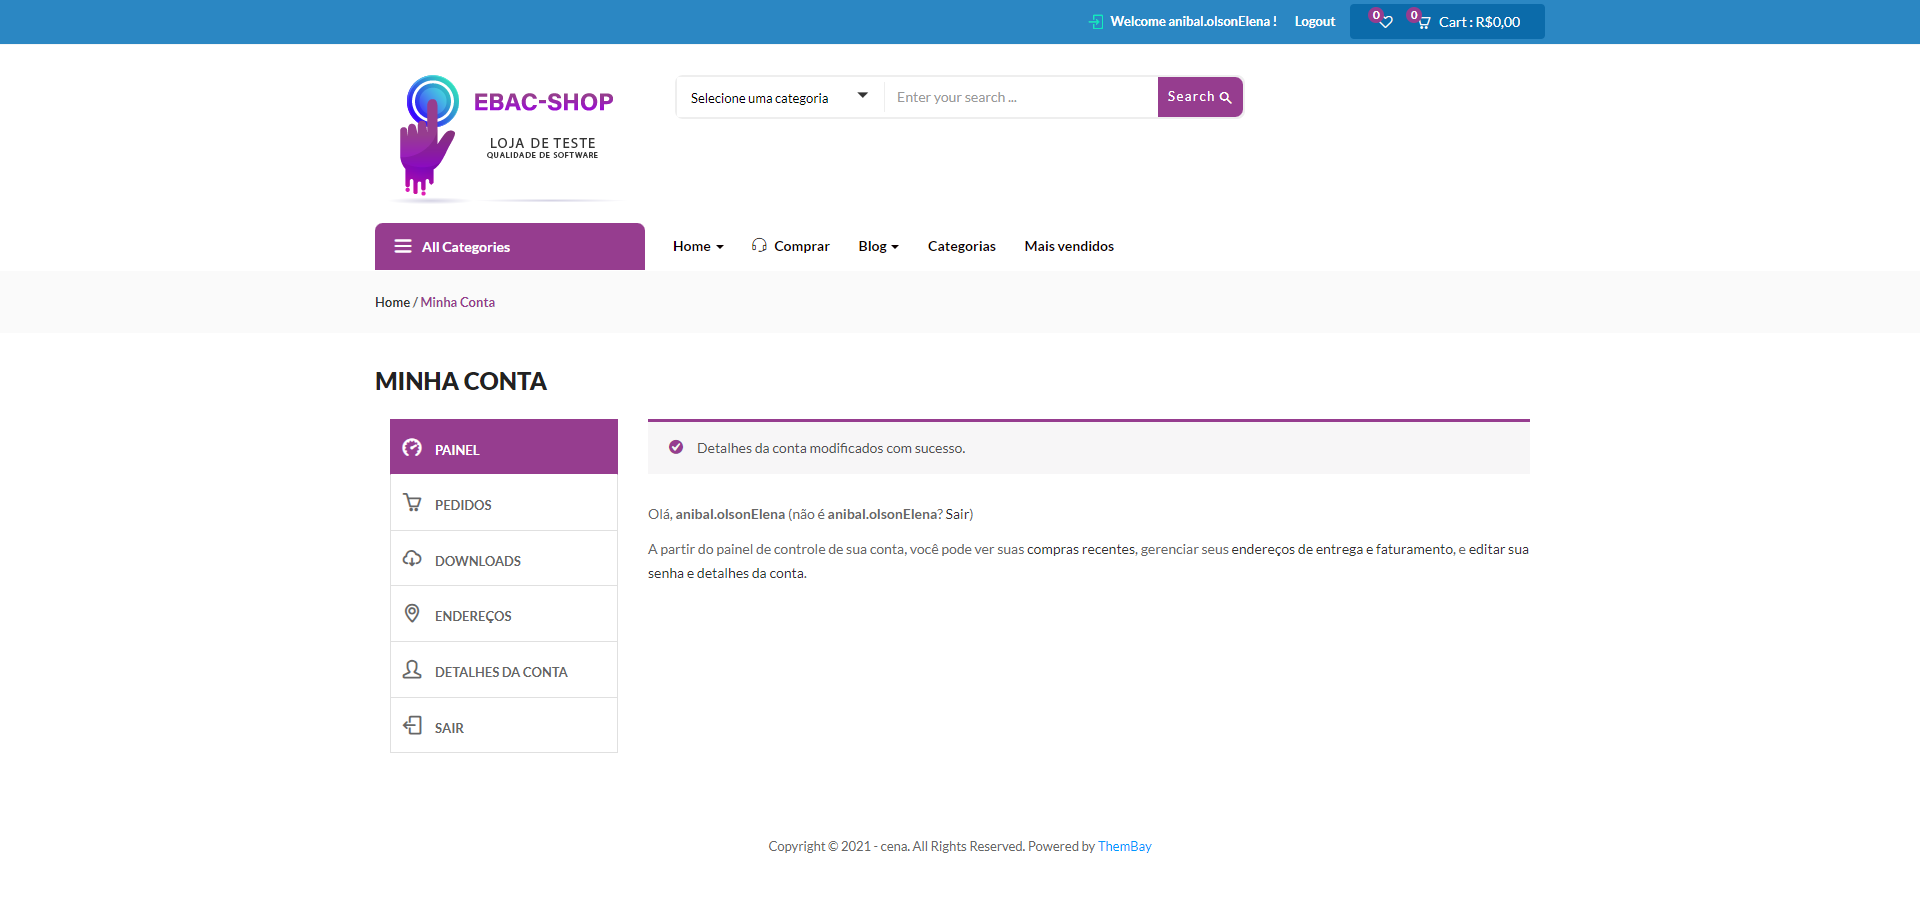 Welcome anibal.olsonElena ! Logout 0 0 Cart : R$0,00
EBAC-SHOP
LOJA DE TESTE
QUALIDADE DE SOFTWARE
Selecione uma categoria Enter your search ... Search
All Categories Home Comprar Blog Categorias Mais vendidos
Home / Minha Conta
MINHA CONTA
PAINEL
PEDIDOS
DOWNLOADS
ENDEREÇOS
DETALHES DA CONTA
SAIR
Detalhes da conta modificados com sucesso.
Olá, anibal.olsonElena (não é anibal.olsonElena? Sair)
A partir do painel de controle de sua conta, você pode ver suas compras recentes, gerenciar seus endereços de entrega e faturamento, e editar sua
senha e detalhes da conta.
Copyright © 2021 - cena. All Rights Reserved. Powered by ThemBay